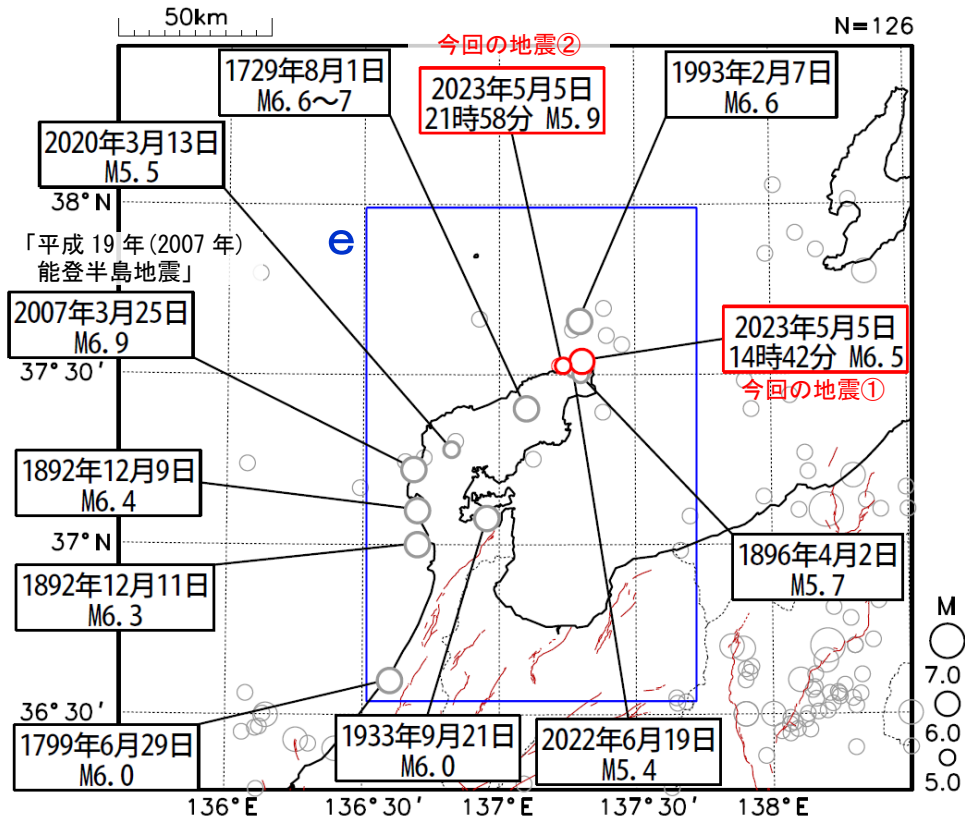 50km
N=126
今回の地震②
1729年8月1日
M6.6～7
2023年5月5日
21時58分 M5.9
1993年2月7日
M6.6
2020年3月13日
M5.5
38°N
e
「平成 19 年(2007 年)
能登半島地震」
2007年3月25日
M6.9
2023年5月5日
14時42分 M6.5
今回の地震①
37°30′
1892年12月9日
M6.4
37°N
1896年4月2日
M5.7
1892年12月11日
M6.3
M
7.0
6.0
5.0
36°30′
1799年6月29日
M6.0
1933年9月21日
M6.0
2022年6月19日
M5.4
136°E
136°30′
137°E
137°30′
138°E